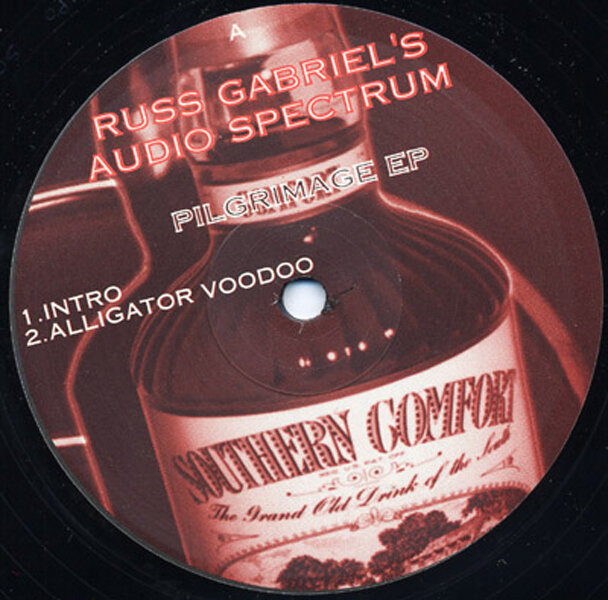 A
RUSS GABRIEL'S
AUDIO SPECTRUM
PILGRIMAGE EP
1.INTRO
2.ALLIGATOR VOODOO
SOUTHERN COMFORT
The Grand Old Drink of the South